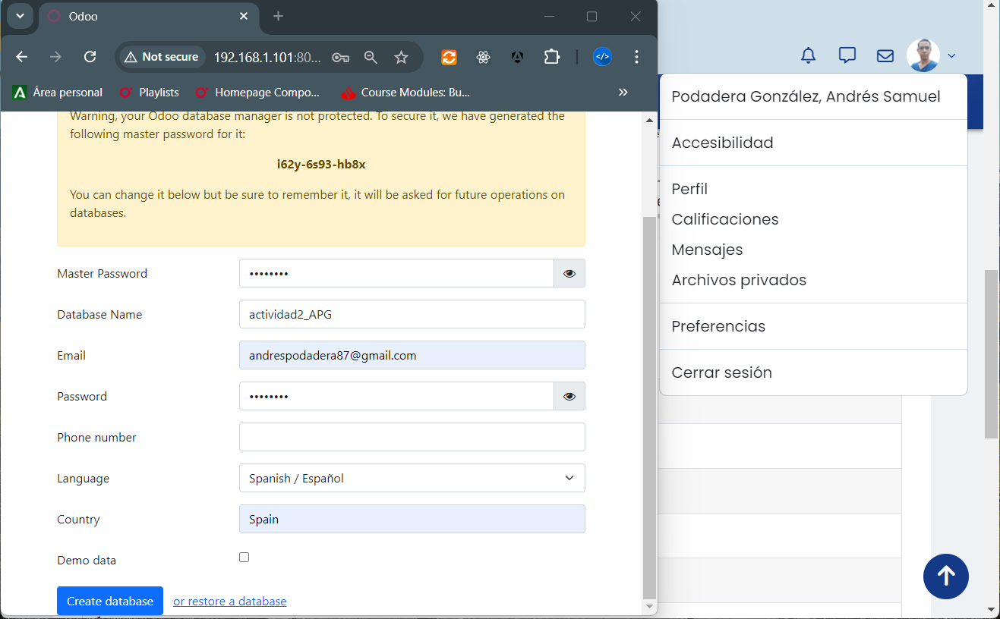 Odoo
Not secure
192.168.1.101:80...
Área personal
Playlists
Homepage Compo...
Course Modules: Bu...
Warning, your Odoo database manager is not protected. To secure it, we have generated the
following master password for it:
i62y-6s93-hb8x
You can change it below but be sure to remember it, it will be asked for future operations on
databases.
Master Password ••••••••
Database Name actividad2_APG
Email andrespodadera87@gmail.com
Password ••••••••
Phone number
Language Spanish / Español
Country Spain
Demo data
Create database or restore a database
Podadera González, Andrés Samuel
Accesibilidad
Perfil
Calificaciones
Mensajes
Archivos privados
Preferencias
Cerrar sesión